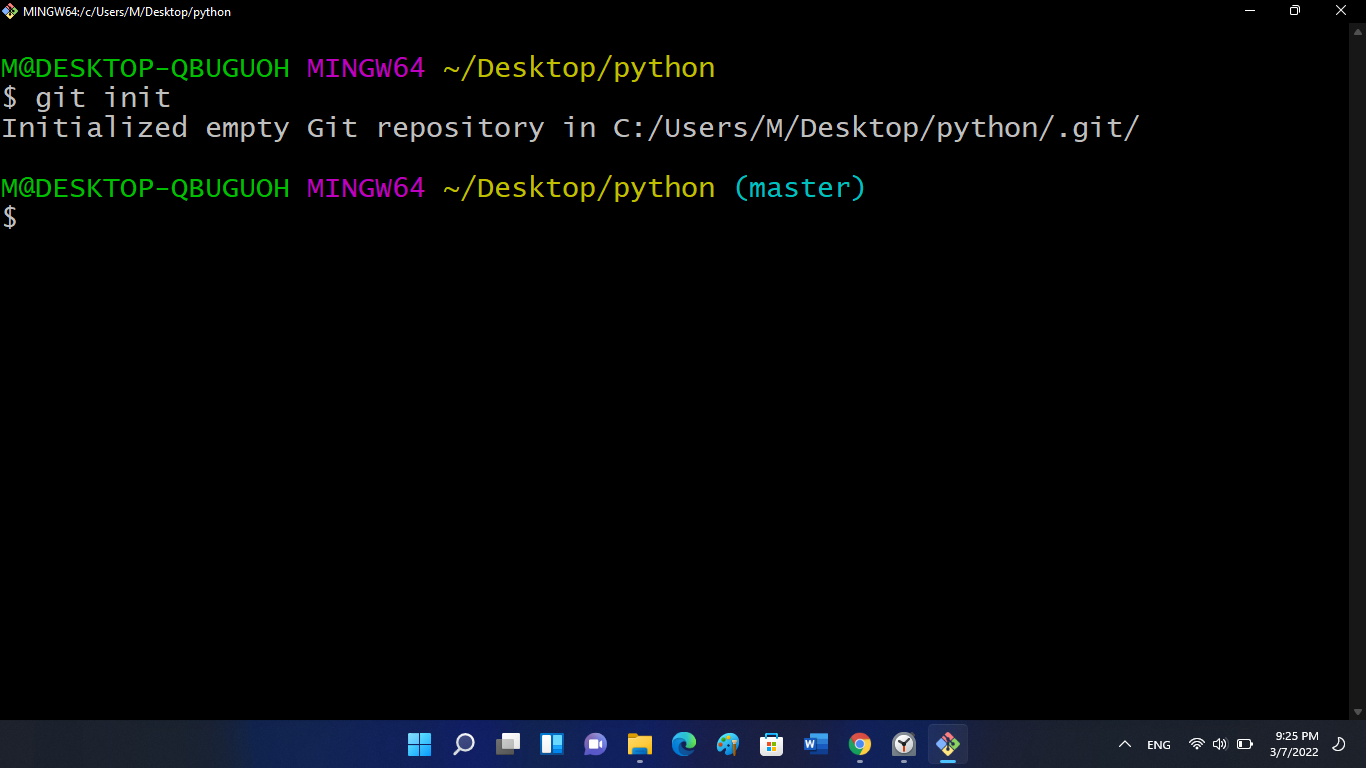 MINGW64:/c/Users/M/Desktop/python
M@DESKTOP-QBUGUOH MINGW64 ~/Desktop/python
$ git init
Initialized empty Git repository in C:/Users/M/Desktop/python/.git/
M@DESKTOP-QBUGUOH MINGW64 ~/Desktop/python (master)
$
W
ENG
9:25 PM
3/7/2022